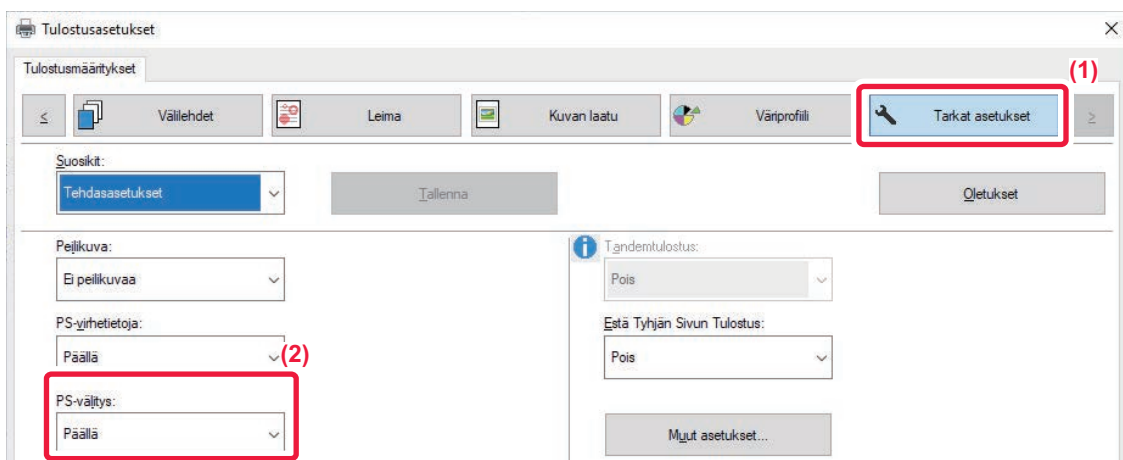 Tulostusasetukset
Tulostusmääritykset
(1)
< Välilehdet Leima Kuvan laatu Väriprofiili Tarkat asetukset >
Suosikit:
Tehdasasetukset Tallenna Oletukset
Peilikuva: Tandemtulostus:
Ei peilikuvaa Pois
PS-virhetietoja: Estä Tyhjän Sivun Tulostus:
Päällä (2) Pois
PS-välitys:
Päällä Muut asetukset...